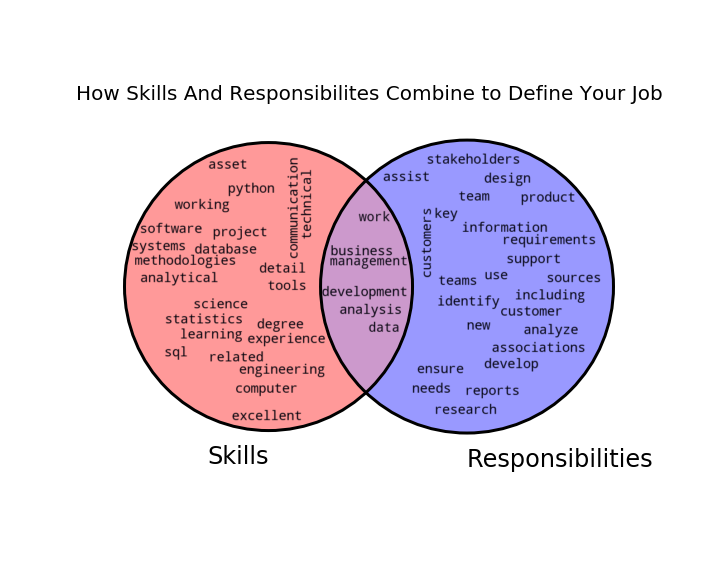 How Skills And Responsibilites Combine to Define Your Job
asset
python
working
communication
technical
software
project
systems
database
methodologies
detail
analytical
tools
science
statistics
degree
learning
experience
sql
related
engineering
computer
excellent
work
business
management
development
analysis
data
stakeholders
assist
design
team
product
key
customers
information
requirements
support
teams
use
sources
identify
including
customer
new
analyze
associations
develop
ensure
needs
reports
research
Skills
Responsibilities